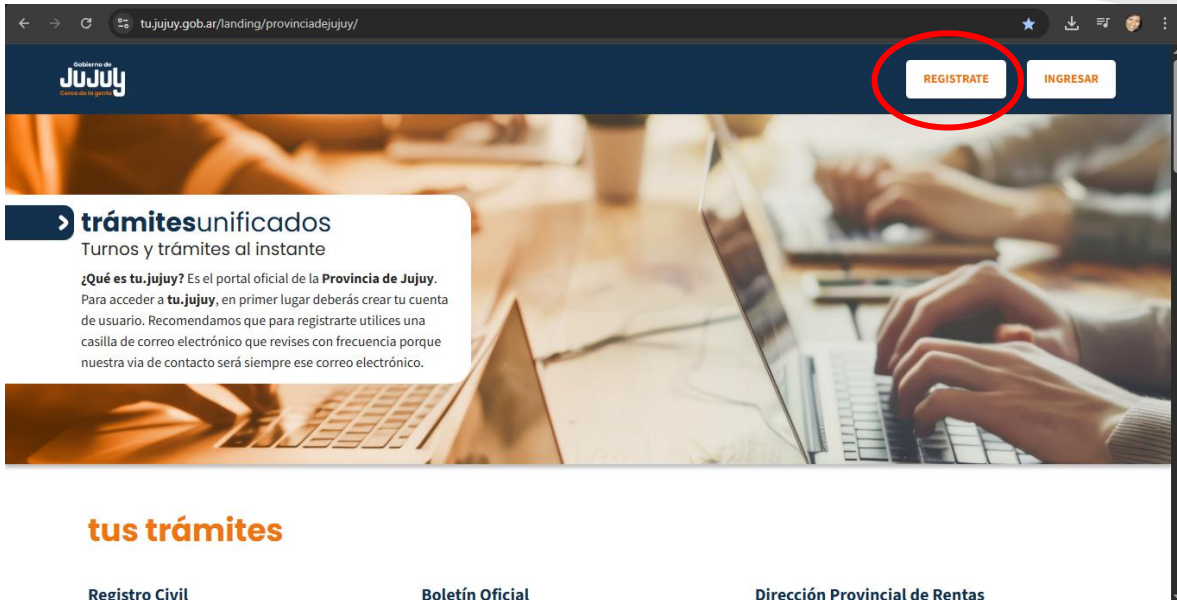 tu.jujuy.gob.ar/landing/provinciadejujuy/
Gobierno de
JUJUY
Cerca de la gente
REGISTRATE
INGRESAR
trámitesunificados
Turnos y trámites al instante
¿Qué es tu.jujuy? Es el portal oficial de la Provincia de Jujuy.
Para acceder a tu.jujuy, en primer lugar deberás crear tu cuenta
de usuario. Recomendamos que para registrarte utilices una
casilla de correo electrónico que revises con frecuencia porque
nuestra via de contacto será siempre ese correo electrónico.
tus trámites
Registro Civil
Boletín Oficial
Dirección Provincial de Rentas